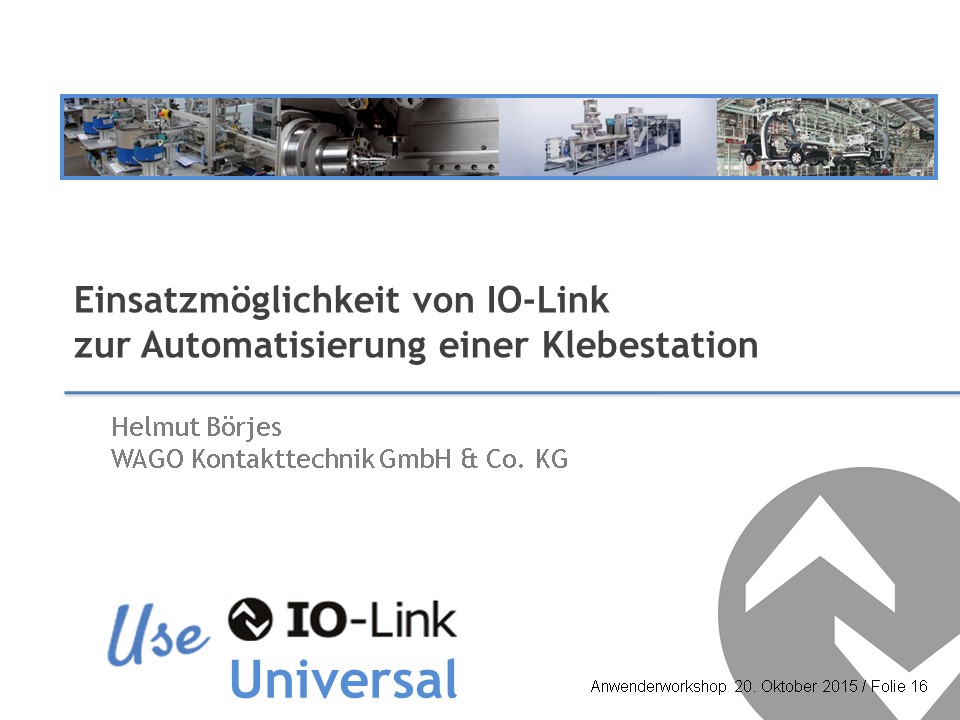 Einsatzmöglichkeit von IO-Link
zur Automatisierung einer Klebestation
Helmut Börjes
WAGO Kontakttechnik GmbH & Co. KG
Use IO-Link
Universal
Anwenderworkshop 20. Oktober 2015 / Folie 16